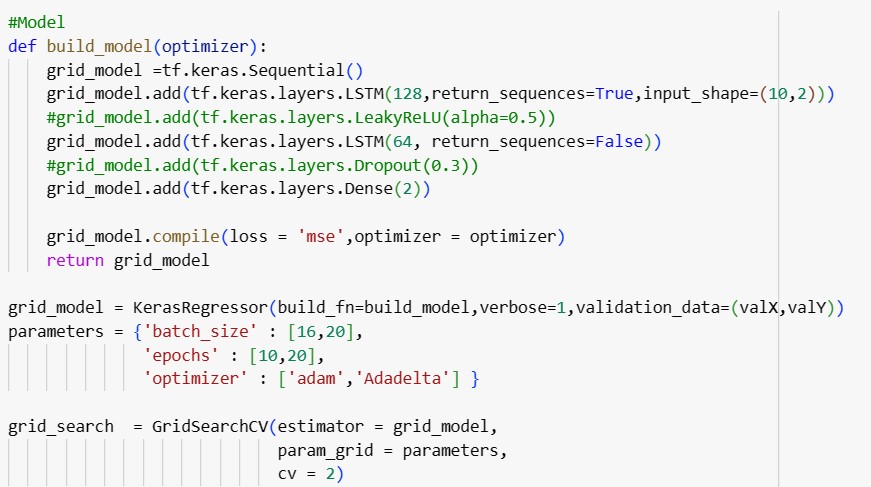 #Model
def build_model(optimizer):
    grid_model =tf.keras.Sequential()
    grid_model.add(tf.keras.layers.LSTM(128,return_sequences=True,input_shape=(10,2)))
    #grid_model.add(tf.keras.layers.LeakyReLU(alpha=0.5))
    grid_model.add(tf.keras.layers.LSTM(64, return_sequences=False))
    #grid_model.add(tf.keras.layers.Dropout(0.3))
    grid_model.add(tf.keras.layers.Dense(2))

    grid_model.compile(loss = 'mse',optimizer = optimizer)
    return grid_model

grid_model = KerasRegressor(build_fn=build_model,verbose=1,validation_data=(valX,valY))
parameters = {'batch_size' : [16,20],
              'epochs' : [10,20],
              'optimizer' : ['adam','Adadelta'] }

grid_search  = GridSearchCV(estimator = grid_model,
                            param_grid = parameters,
                            cv = 2)